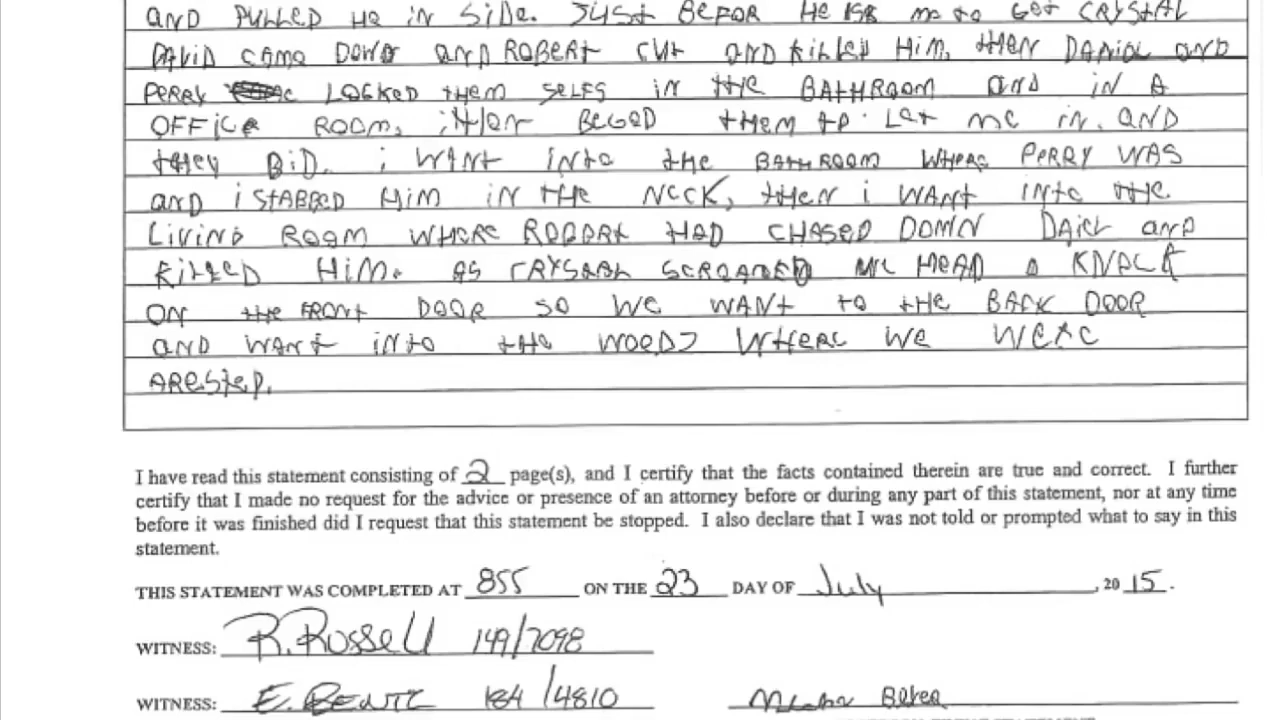 AND PULLED HE IN SIDE. JUST BEFOR HE me to GET CRYSTAL
DAVID CAME DOWN AND ROBERT CUT AND KILLED HIM, THEN DANIOL AND
PERRY LOCKED THEM SELFS IN THE BATHROOM AND IN A
OFFICe ROOM, i THEN BEGED THEM TO LET ME IN. AND
THEY DID. i WANT INTO THE BATHROOM WHERE PERRY WAS
AND i STABBED HIM IN THE NECK, THEN i WANT INTO THE
LIVING ROOM WHERE ROBERT HAD CHASED DOWN AND
KILLED HIM. AS SCREAMED HEAD A KNACK
ON THE FRONT DOOR SO WE WANT TO THE BACK DOOR
AND WANT INTO THE WOODS WHERE WE WERE
ARESTED.
I have read this statement consisting of 2 page(s), and I certify that the facts contained therein are true and correct. I further
certify that I made no request for the advice or presence of an attorney before or during any part of this statement, nor at any time
before it was finished did I request that this statement be stopped. I also declare that I was not told or prompted what to say in this
statement.
THIS STATEMENT WAS COMPLETED AT 855 ON THE 23 DAY OF July, 20 15.
WITNESS: R. RUSSELL 149/7098
WITNESS: E. 184/4810